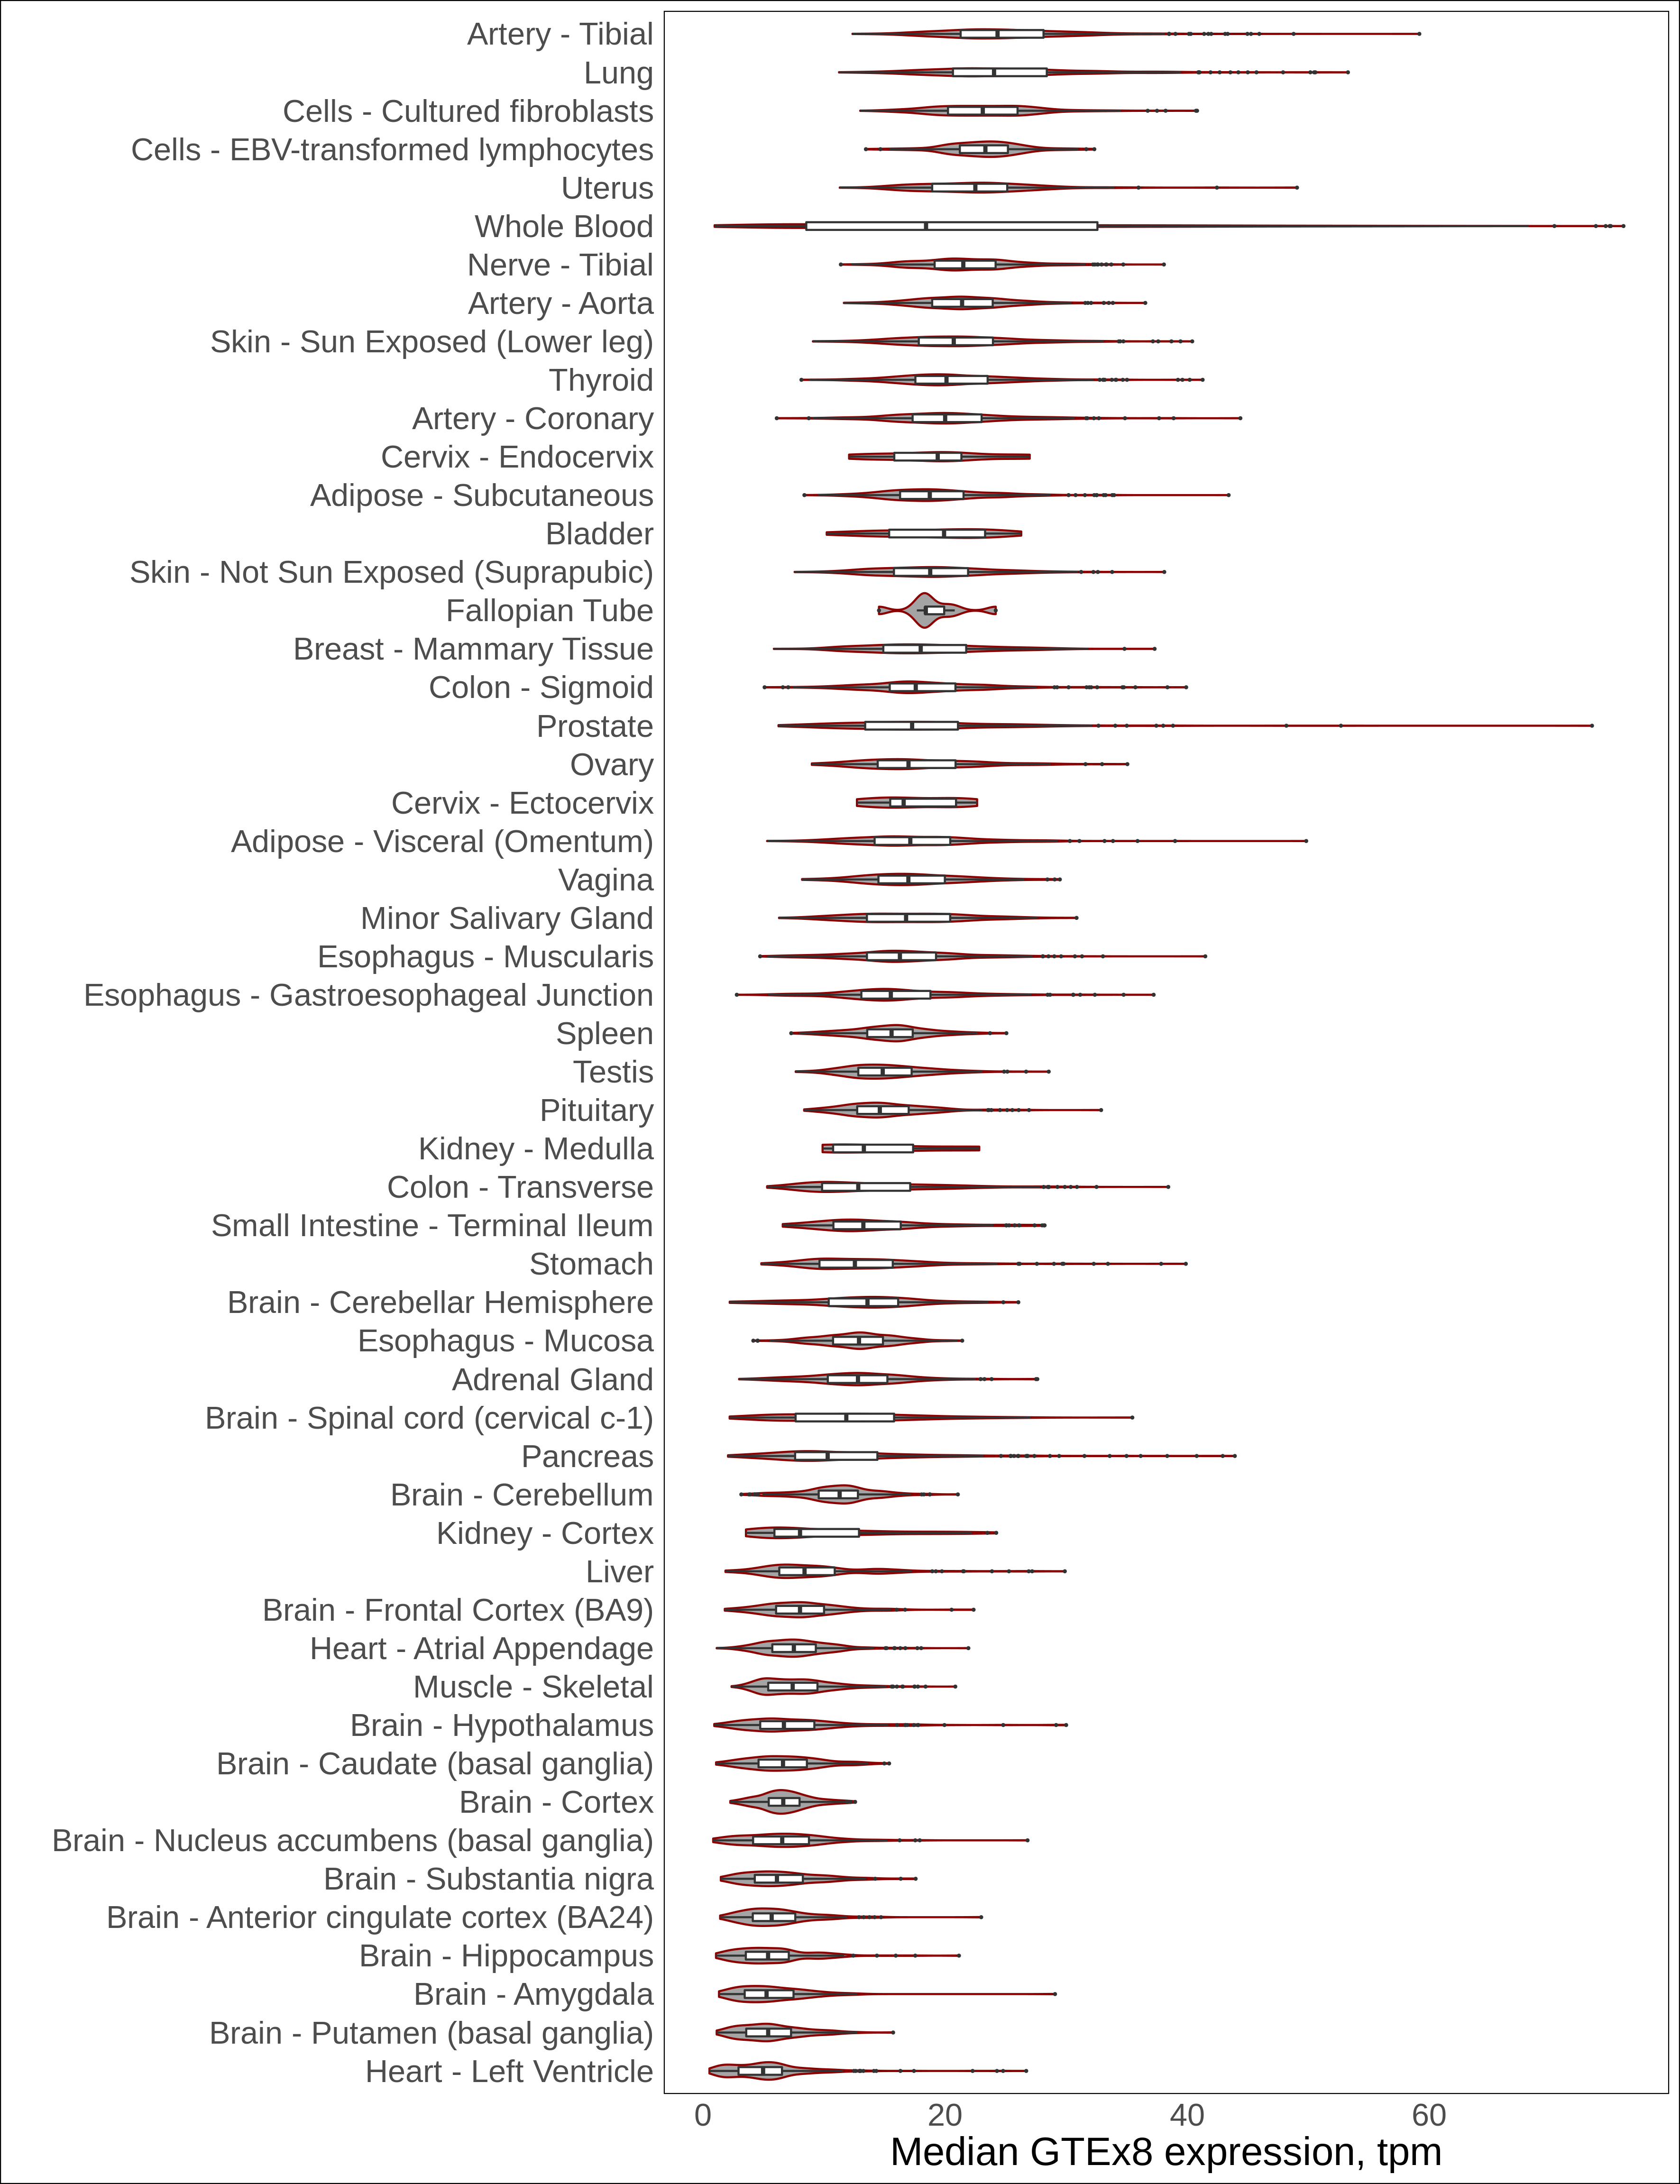 Artery - Tibial
Lung
Cells - Cultured fibroblasts
Cells - EBV-transformed lymphocytes
Uterus
Whole Blood
Nerve - Tibial
Artery - Aorta
Skin - Sun Exposed (Lower leg)
Thyroid
Artery - Coronary
Cervix - Endocervix
Adipose - Subcutaneous
Bladder
Skin - Not Sun Exposed (Suprapubic)
Fallopian Tube
Breast - Mammary Tissue
Colon - Sigmoid
Prostate
Ovary
Cervix - Ectocervix
Adipose - Visceral (Omentum)
Vagina
Minor Salivary Gland
Esophagus - Muscularis
Esophagus - Gastroesophageal Junction
Spleen
Testis
Pituitary
Kidney - Medulla
Colon - Transverse
Small Intestine - Terminal Ileum
Stomach
Brain - Cerebellar Hemisphere
Esophagus - Mucosa
Adrenal Gland
Brain - Spinal cord (cervical c-1)
Pancreas
Brain - Cerebellum
Kidney - Cortex
Liver
Brain - Frontal Cortex (BA9)
Heart - Atrial Appendage
Muscle - Skeletal
Brain - Hypothalamus
Brain - Caudate (basal ganglia)
Brain - Cortex
Brain - Nucleus accumbens (basal ganglia)
Brain - Substantia nigra
Brain - Anterior cingulate cortex (BA24)
Brain - Hippocampus
Brain - Amygdala
Brain - Putamen (basal ganglia)
Heart - Left Ventricle
0 20 40 60
Median GTEx8 expression, tpm